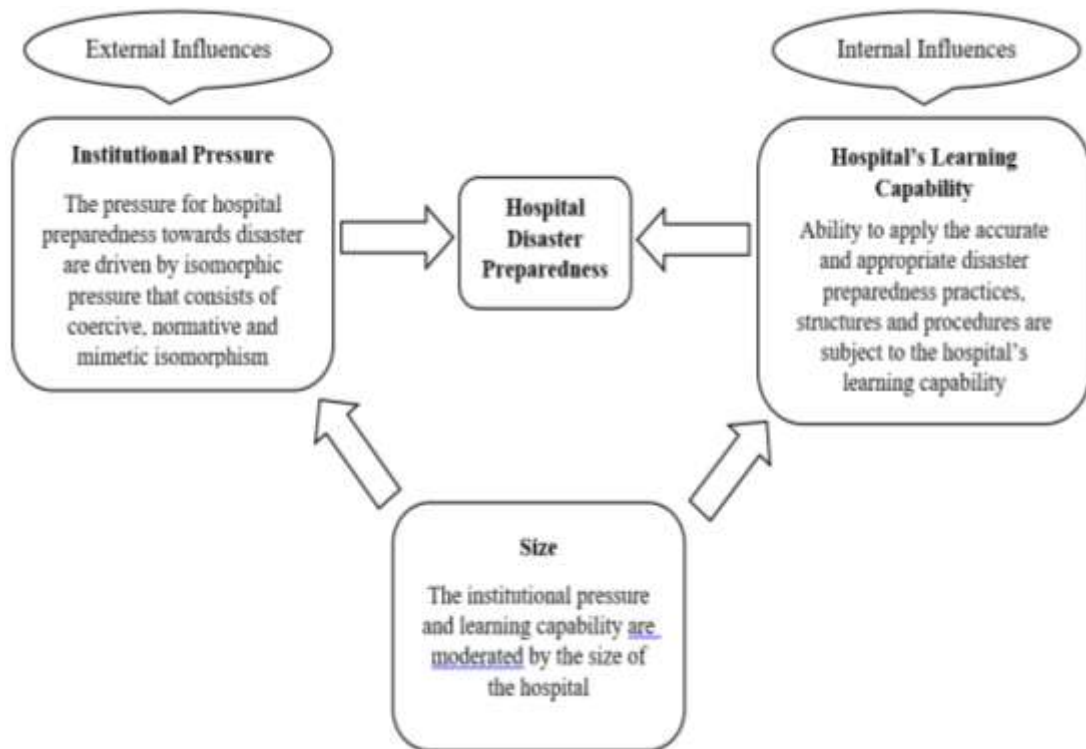 External Influences
Internal Influences
Institutional Pressure
The pressure for hospital
preparedness towards disaster
are driven by isomorphic
pressure that consists of
coercive, normative and
mimetic isomorphism
Hospital
Disaster
Preparedness
Hospital's Learning
Capability
Ability to apply the accurate
and appropriate disaster
preparedness practices,
structures and procedures are
subject to the hospital's
learning capability
Size
The institutional pressure
and learning capability are
moderated by the size of
the hospital